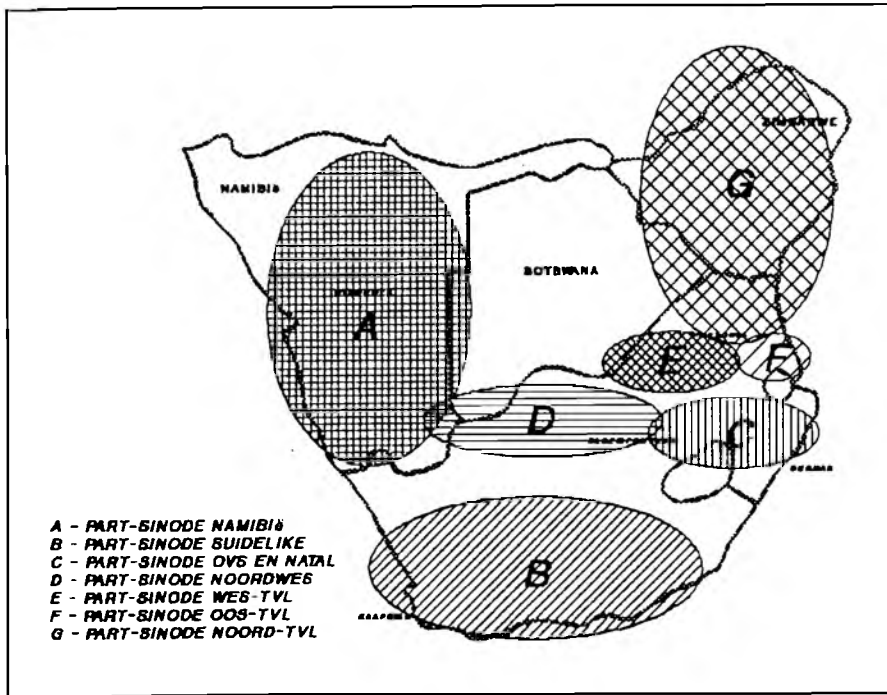 ZIMBABWE
G
NAMIBIë
BOTSWANA
A
E
F
D
C
DURBAN
B
A - PART-SINODE NAMIBIë
B - PART-SINODE SUIDELIKE
C - PART-SINODE OVS EN NATAL
D - PART-SINODE NOORDWES
E - PART-SINODE WES-TVL
F - PART-SINODE OOS-TVL
G - PART-SINODE NOORD-TVL